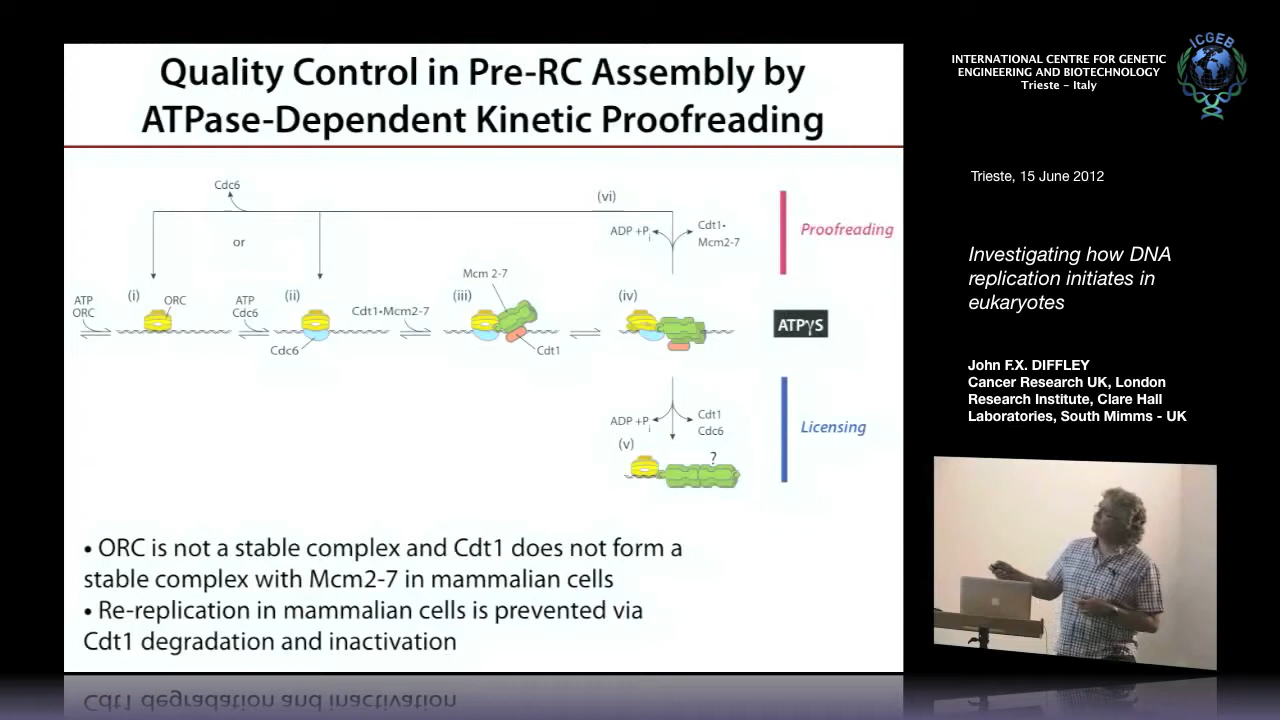 Quality Control in Pre-RC Assembly by
ATPase-Dependent Kinetic Proofreading
Cdc6
or
(vi)
ADP +Pi
Cdt1•
Mcm2-7
Proofreading
ATP
ORC
(i)
ORC
ATP
Cdc6
(ii)
Cdc6
Cdt1•Mcm2-7
Mcm 2-7
(iii)
Cdt1
(iv)
ATPγS
ADP +Pi
Cdt1
Cdc6
Licensing
(v)
?
• ORC is not a stable complex and Cdt1 does not form a
stable complex with Mcm2-7 in mammalian cells
• Re-replication in mammalian cells is prevented via
Cdt1 degradation and inactivation
INTERNATIONAL CENTRE FOR GENETIC
ENGINEERING AND BIOTECHNOLOGY
Trieste – Italy
ICGEB
Trieste, 15 June 2012
Investigating how DNA
replication initiates in
eukaryotes
John F.X. DIFFLEY
Cancer Research UK, London
Research Institute, Clare Hall
Laboratories, South Mimms - UK